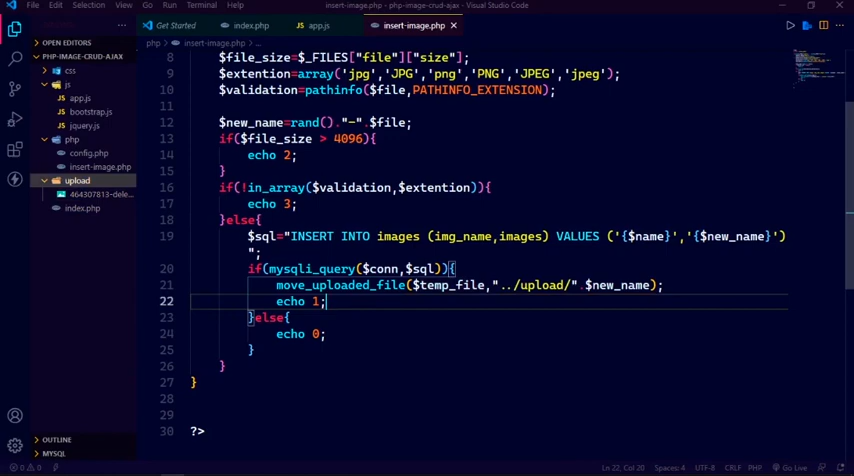 File Edit Selection View Go Run Terminal Help
insert-image.php - php-image-crud-ajax - Visual Studio Code
Get Started index.php app.js insert-image.php
php > insert-image.php > ...
OPEN EDITORS
PHP-IMAGE-CRUD-AJAX
css
js
JS app.js
JS bootstrap.js
JS jquery.js
php
config.php
insert-image.php
upload
464307813-dele...
index.php
OUTLINE
MYSQL
8 $file_size=$_FILES["file"]["size"];
9 $extention=array('jpg','JPG','png','PNG','JPEG','jpeg');
10 $validation=pathinfo($file,PATHINFO_EXTENSION);
11
12 $new_name=rand()."-".$file;
13 if($file_size > 4096){
14 echo 2;
15 }
16 if(!in_array($validation,$extention)){
17 echo 3;
18 }else{
19 $sql="INSERT INTO images (img_name,images) VALUES ('{$name}','{$new_name}')
";
20 if(mysqli_query($conn,$sql)){
21 move_uploaded_file($temp_file,"../upload/".$new_name);
22 echo 1;
23 }else{
24 echo 0;
25 }
26 }
27 }
28
29
30 ?>
0 0 Ln 22, Col 20 Spaces: 4 UTF-8 CRLF PHP Go Live